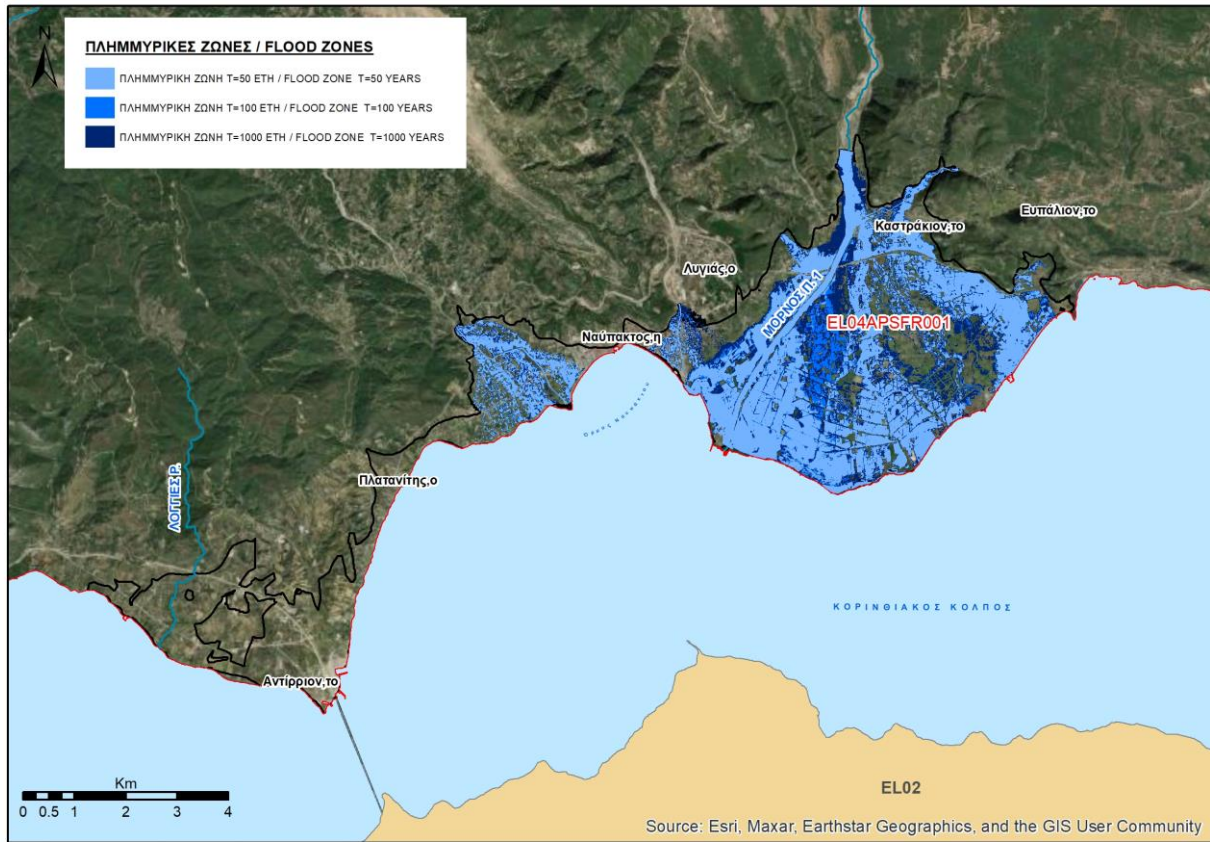 N
ΠΛΗΜΜΥΡΙΚΕΣ ΖΩΝΕΣ / FLOOD ZONES
ΠΛΗΜΜΥΡΙΚΗ ΖΩΝΗ Τ=50 ΕΤΗ / FLOOD ZONE T=50 YEARS
ΠΛΗΜΜΥΡΙΚΗ ΖΩΝΗ Τ=100 ΕΤΗ / FLOOD ZONE T=100 YEARS
ΠΛΗΜΜΥΡΙΚΗ ΖΩΝΗ Τ=1000 ΕΤΗ / FLOOD ZONE T=1000 YEARS
Ευπάλιον,το
Καστράκιον,το
Λυγιάς,ο
ΜΟΡΝΟΣ Π. 1
EL04APSFR001
Ναύπακτος,η
Πλατανίτης,ο
ΛΟΓΓΙΕΣ Ρ.
ΚΟΡΙΝΘΙΑΚΟΣ ΚΟΛΠΟΣ
Αντίρριον,το
Km
0 0.5 1 2 3 4
EL02
Source: Esri, Maxar, Earthstar Geographics, and the GIS User Community